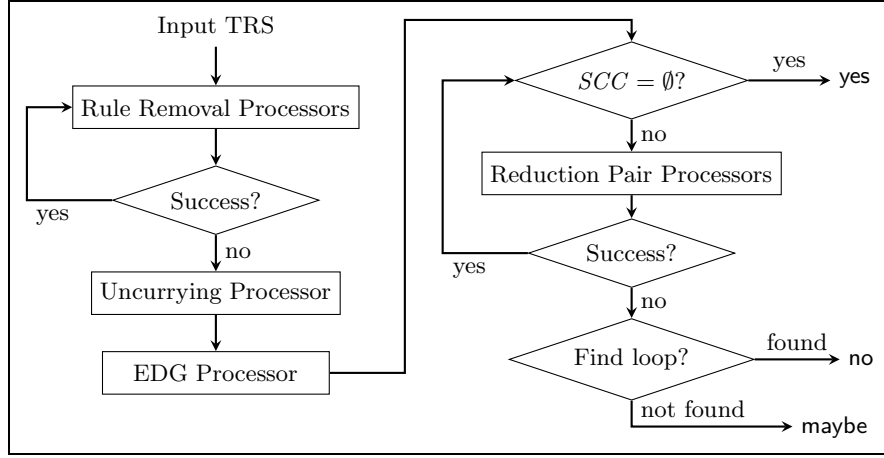 Input TRS
Rule Removal Processors
Success?
yes
no
Uncurrying Processor
EDG Processor
SCC = ∅?
yes
yes
no
Reduction Pair Processors
Success?
yes
no
Find loop?
found
no
not found
maybe